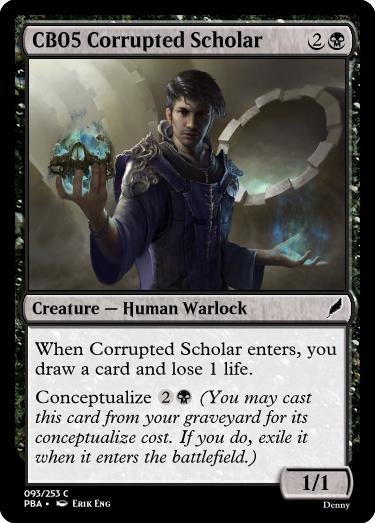 CB05 Corrupted Scholar 2
Creature — Human Warlock
When Corrupted Scholar enters, you
draw a card and lose 1 life.
Conceptualize 2 (You may cast
this card from your graveyard for its
conceptualize cost. If you do, exile it
when it enters the battlefield.)
1/1
093/253 C
PBA • Erik Eng
Denny